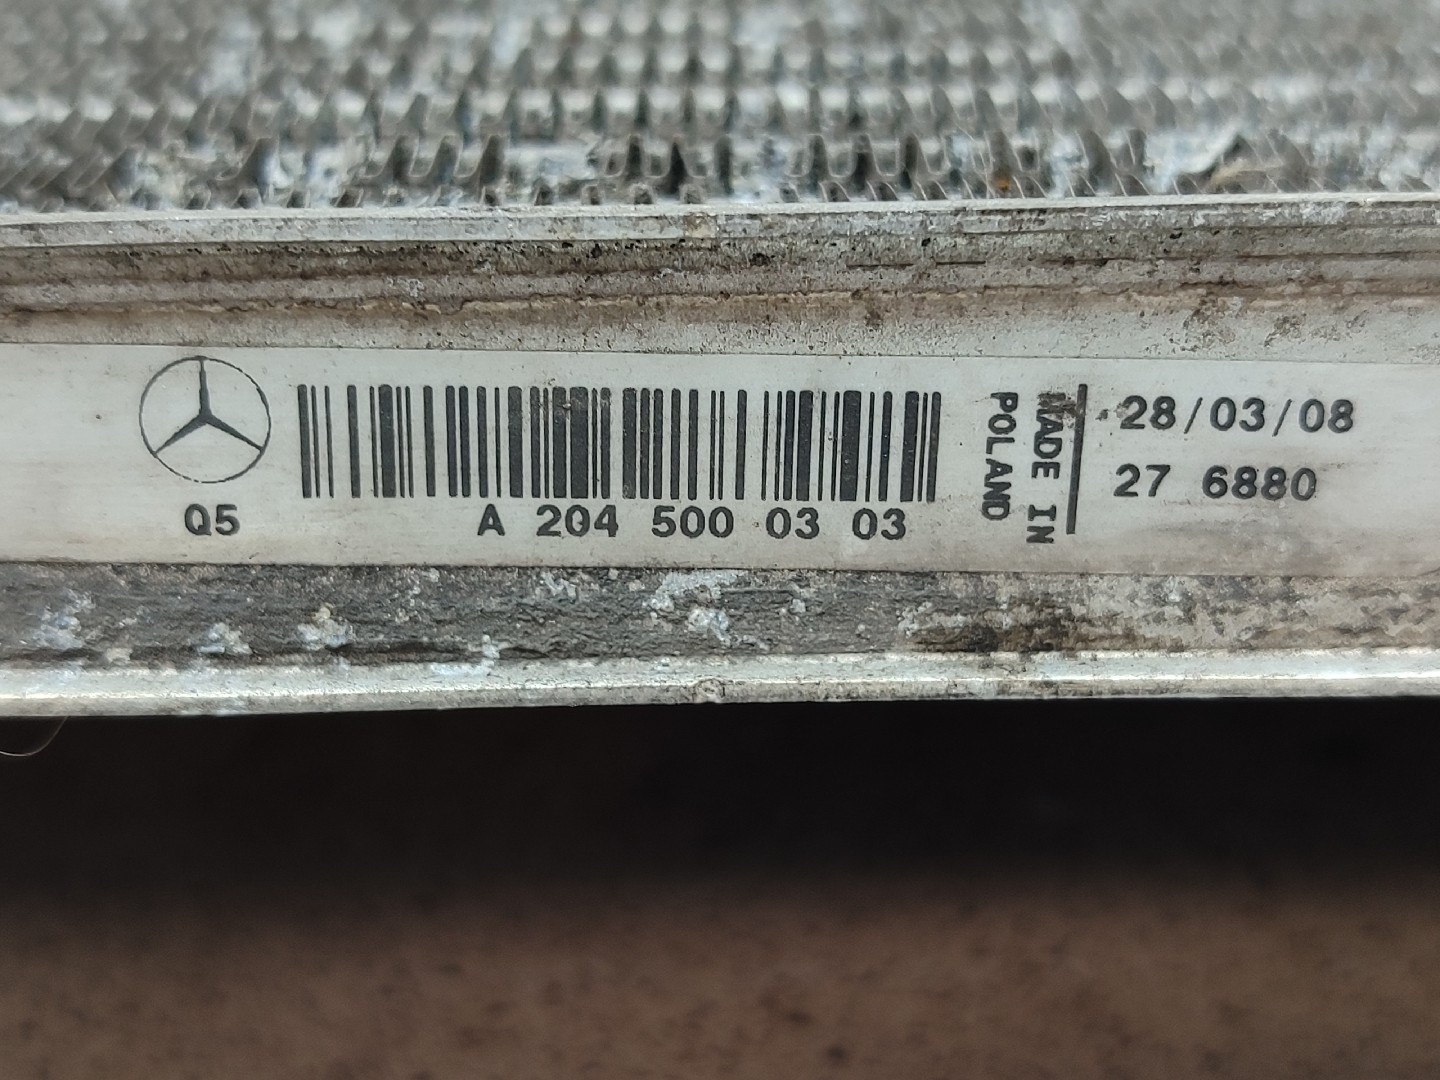 Q5
A 204 500 03 03
MADE IN
POLAND
28/03/08
27 6880